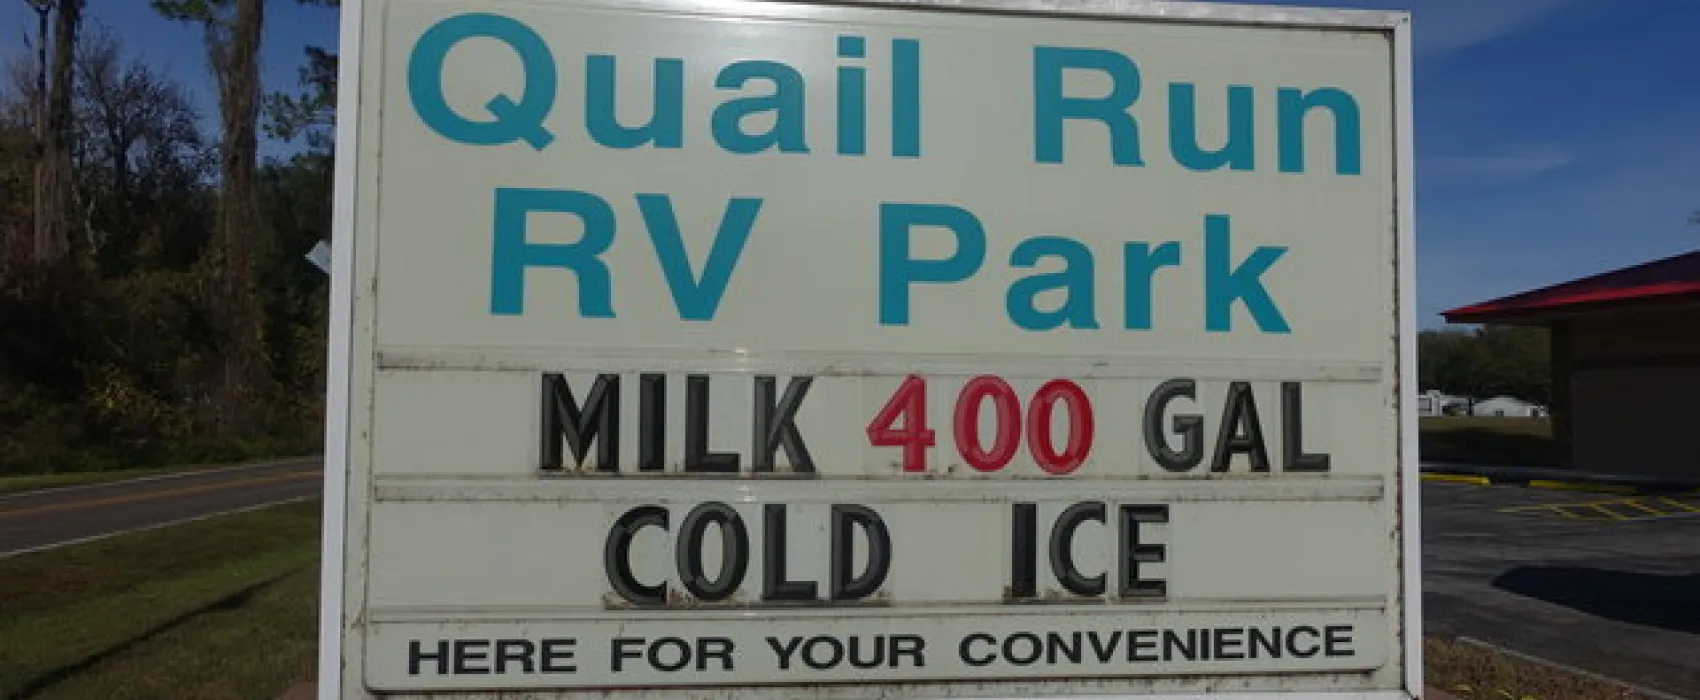 Quail Run
RV Park
MILK 400 GAL
COLD ICE
HERE FOR YOUR CONVENIENCE